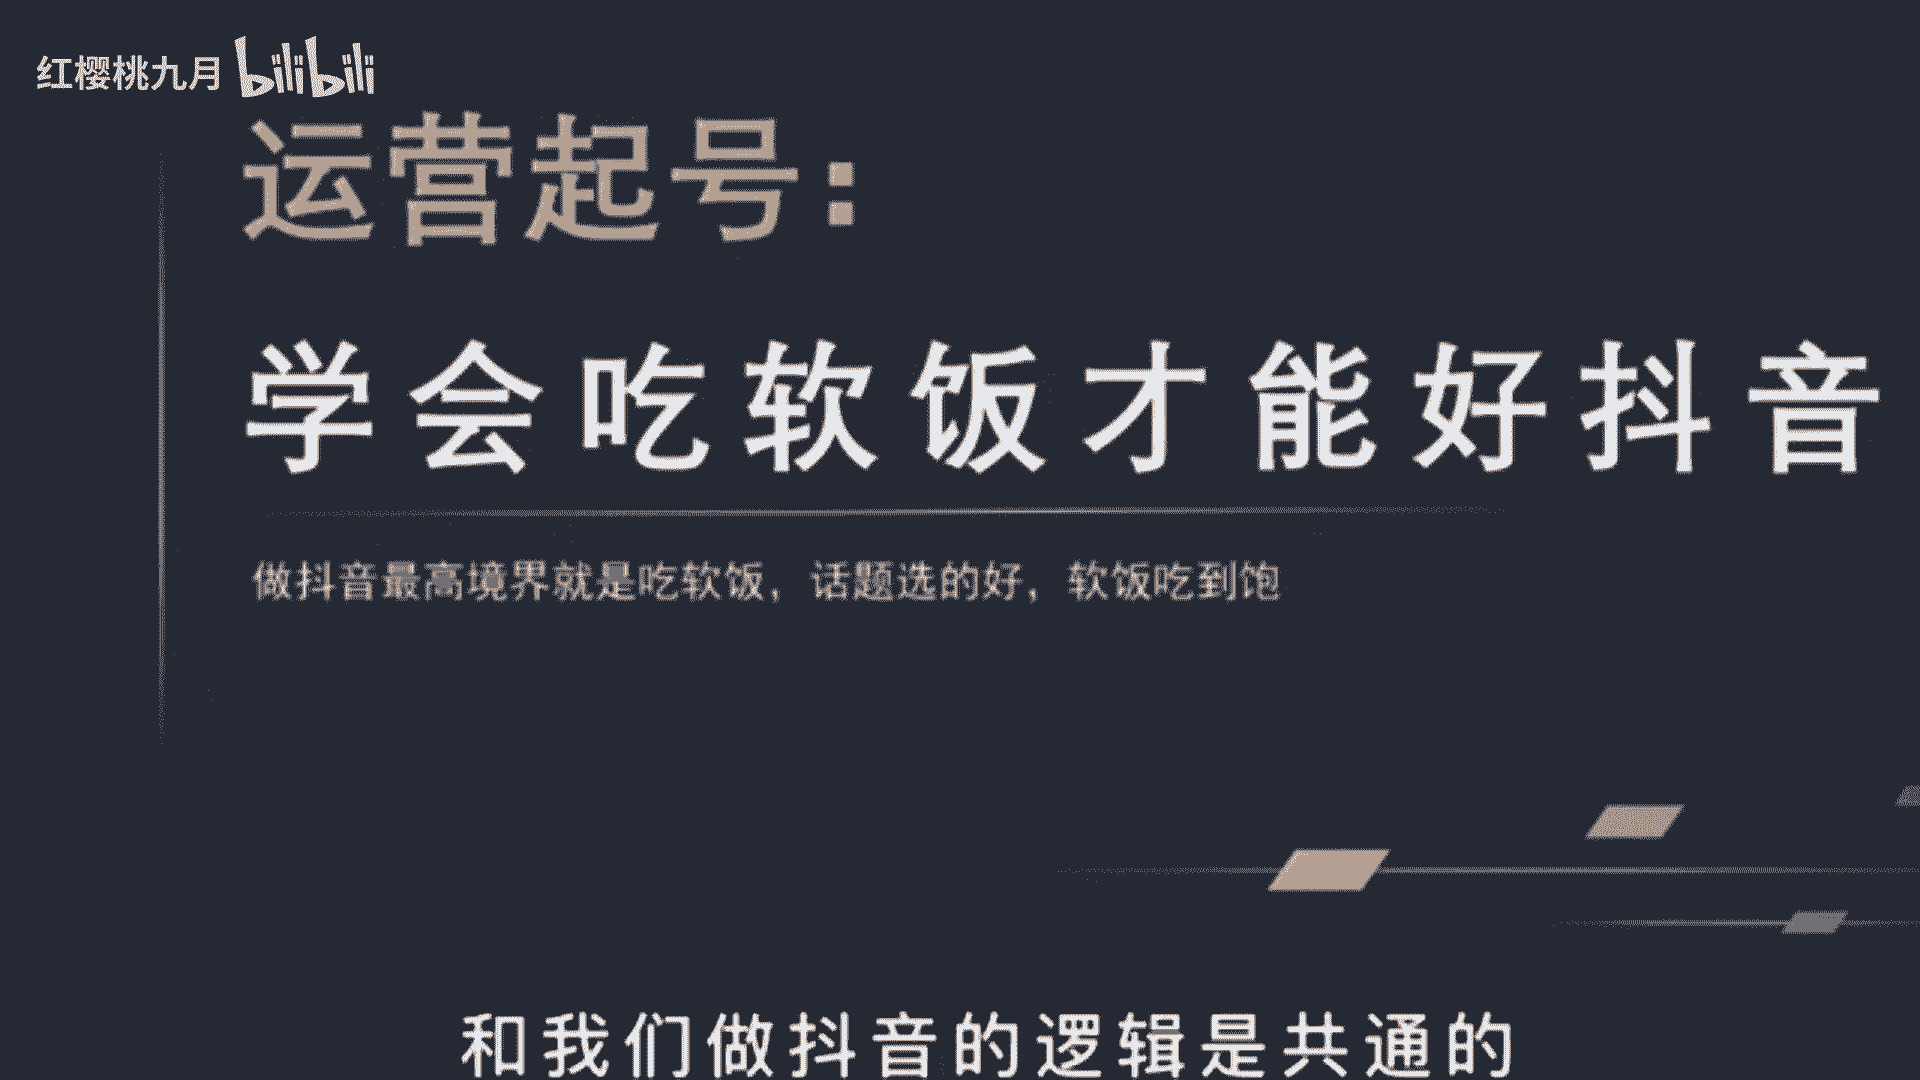 红樱桃九月 bilibili
运营起号:
学会吃软饭才能好抖音
做抖音最高境界就是吃软饭，话题选的好，软饭吃到饱
和我们做抖音的逻辑是共通的